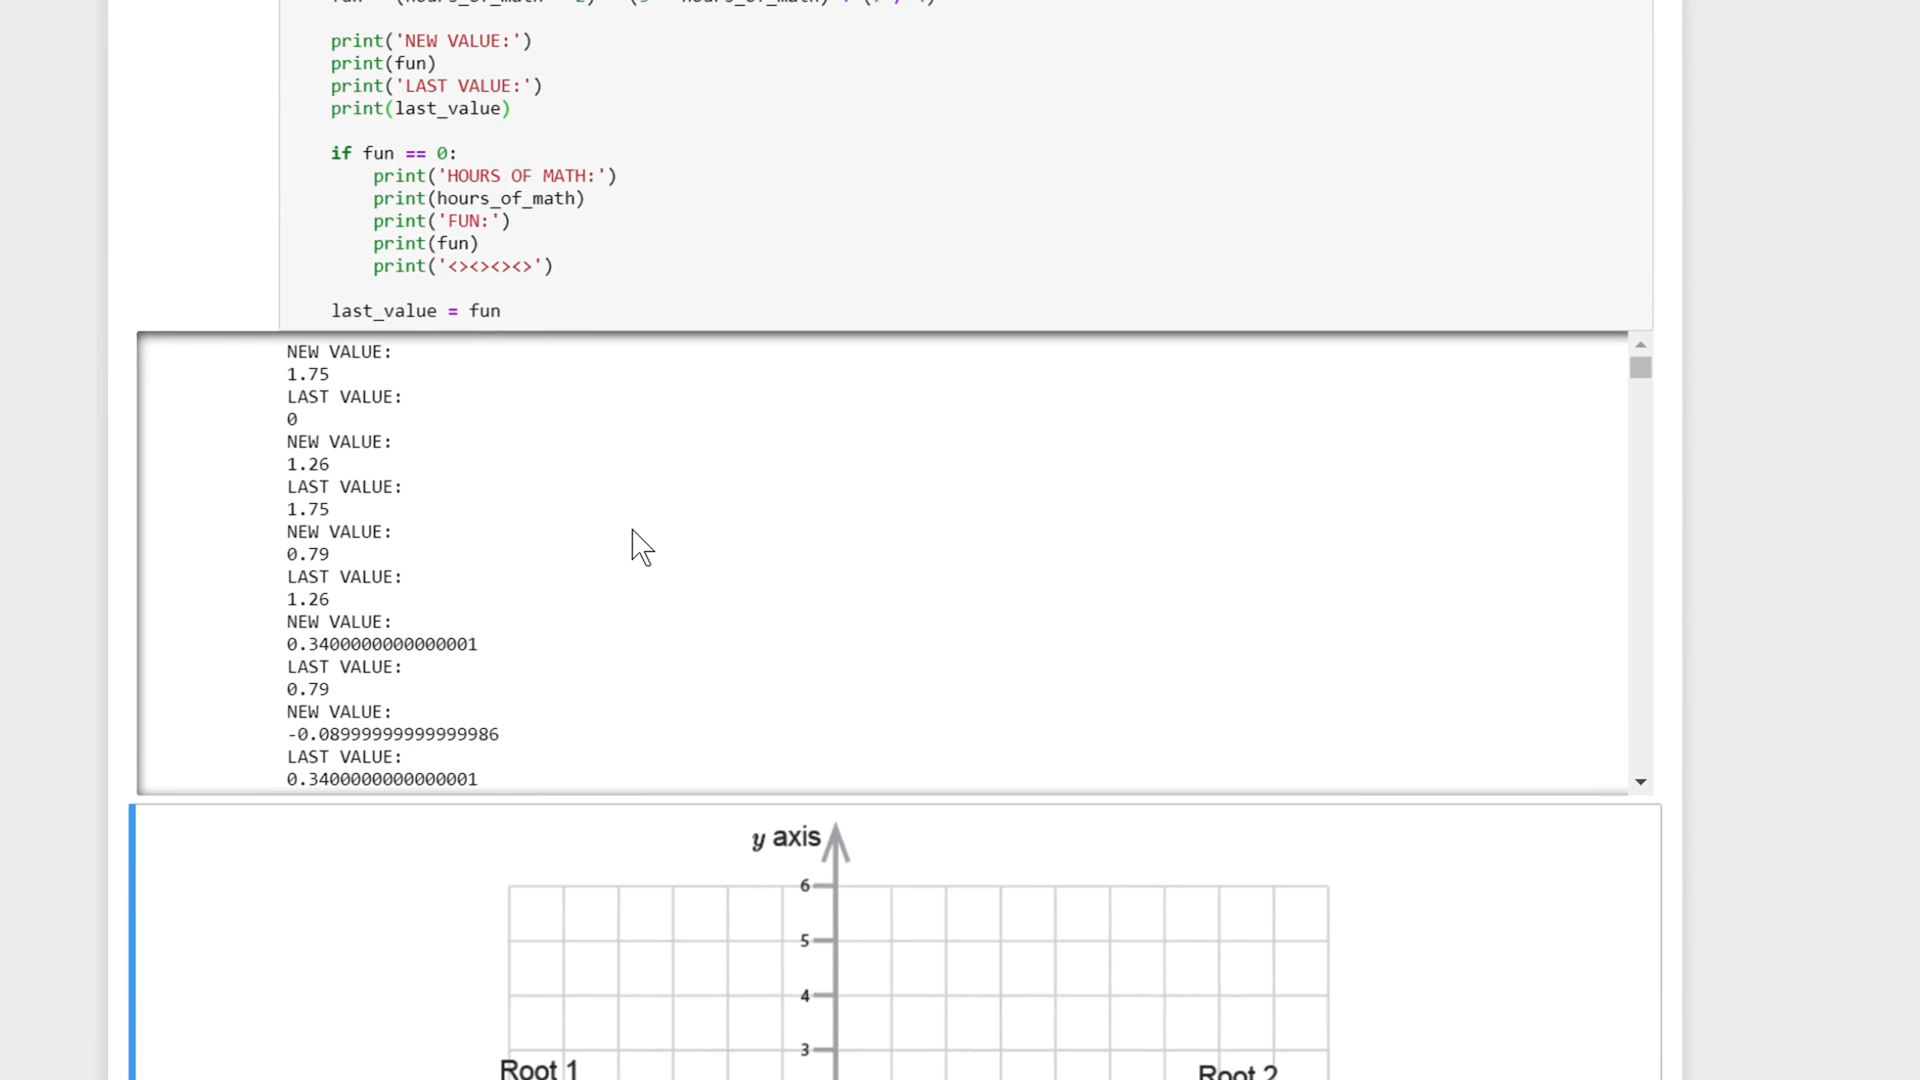 print('NEW VALUE:')
print(fun)
print('LAST VALUE:')
print(last_value)
if fun == 0:
print('HOURS OF MATH:')
print(hours_of_math)
print('FUN:')
print(fun)
print('<><><><>')
last_value = fun
NEW VALUE:
1.75
LAST VALUE:
0
NEW VALUE:
1.26
LAST VALUE:
1.75
NEW VALUE:
0.79
LAST VALUE:
1.26
NEW VALUE:
0.3400000000000001
LAST VALUE:
0.79
NEW VALUE:
-0.08999999999999986
LAST VALUE:
0.3400000000000001
y axis
6
5
4
3
Root 1
Root 2